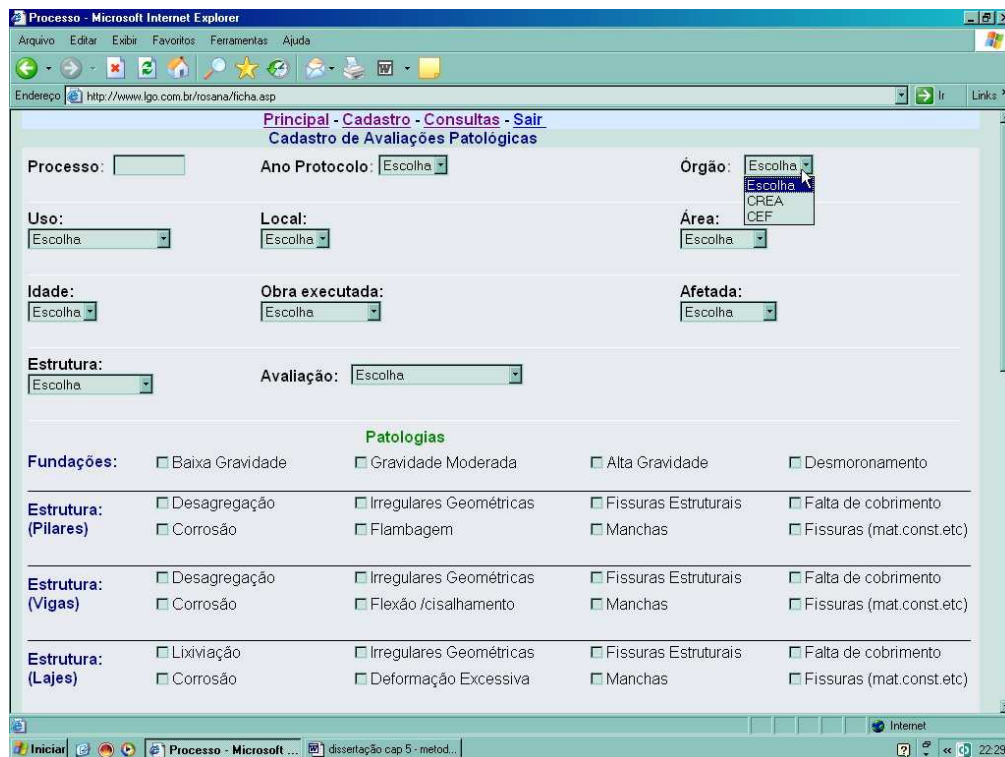 Processo - Microsoft Internet Explorer
Arquivo Editar Exibir Favoritos Ferramentas Ajuda
Endereço http://www.lgo.com.br/rosana/ficha.asp Ir Links
Principal - Cadastro - Consultas - Sair
Cadastro de Avaliações Patológicas
Processo: Ano Protocolo: Escolha Órgão: Escolha
Escolha
CREA
CEF
Uso: Local: Área:
Escolha Escolha Escolha
Idade: Obra executada: Afetada:
Escolha Escolha Escolha
Estrutura:
Escolha Avaliação: Escolha
Patologias
Fundações: Baixa Gravidade Gravidade Moderada Alta Gravidade Desmoronamento
Estrutura: (Pilares) Desagregação Irregulares Geométricas Fissuras Estruturais Falta de cobrimento
Corrosão Flambagem Manchas Fissuras (mat.const.etc)
Estrutura: (Vigas) Desagregação Irregulares Geométricas Fissuras Estruturais Falta de cobrimento
Corrosão Flexão /cisalhamento Manchas Fissuras (mat.const.etc)
Estrutura: (Lajes) Lixiviação Irregulares Geométricas Fissuras Estruturais Falta de cobrimento
Corrosão Deformação Excessiva Manchas Fissuras (mat.const.etc)
Internet
Iniciar Processo - Microsoft ... dissertação cap 5 - metod... 22:29